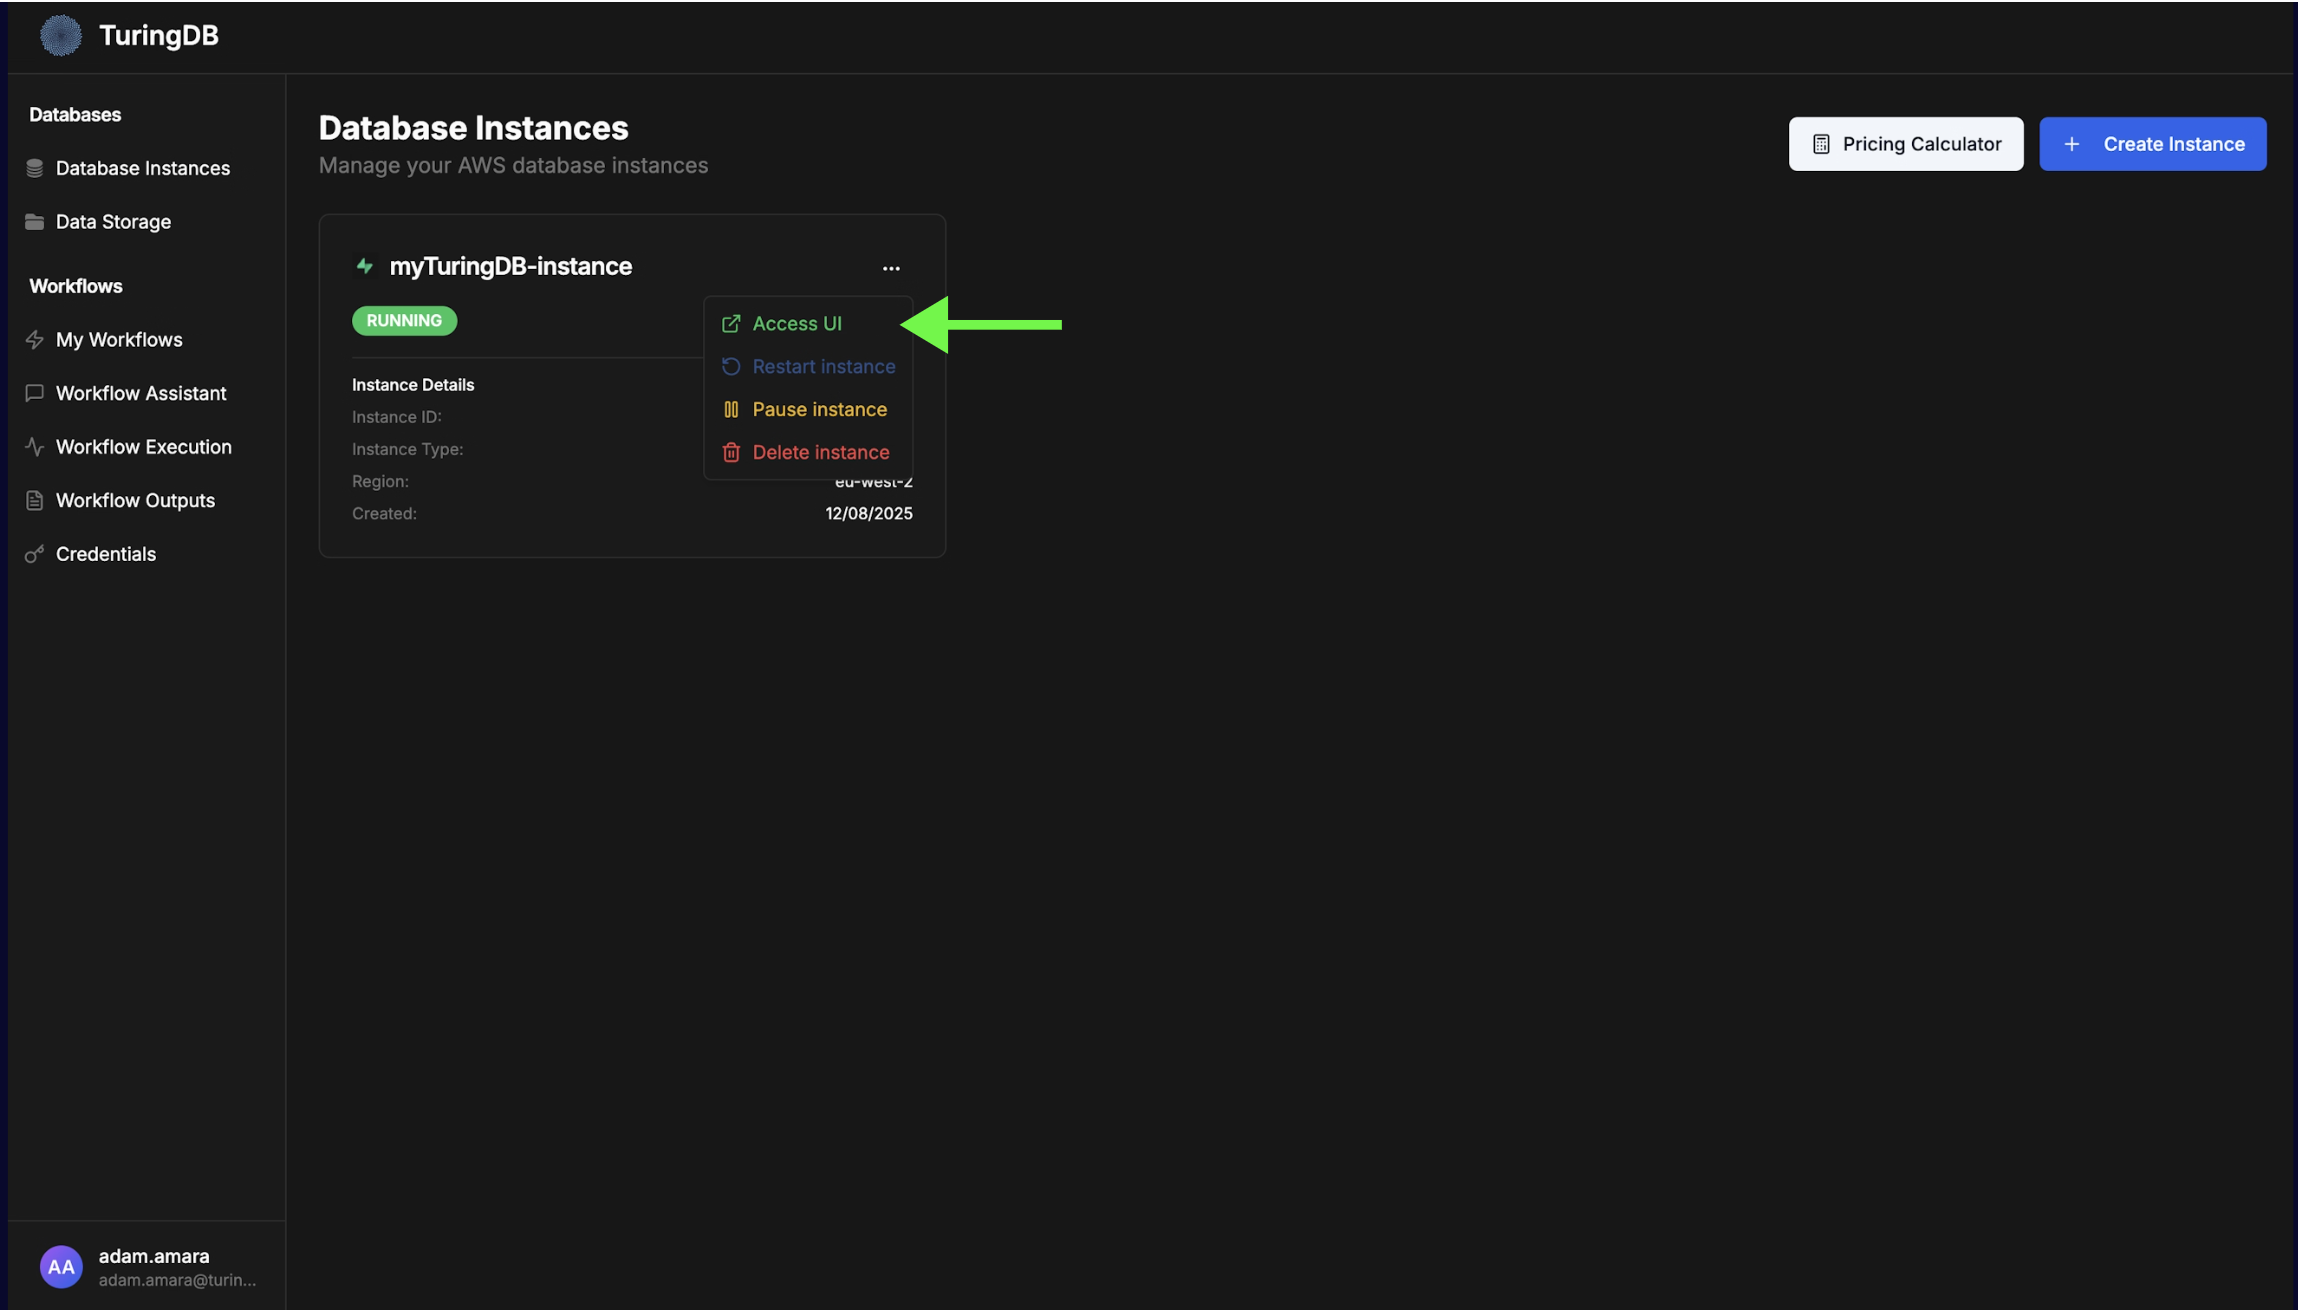 TuringDB
Databases
Database Instances
Data Storage
Workflows
My Workflows
Workflow Assistant
Workflow Execution
Workflow Outputs
Credentials
AA
adam.amara
adam.amara@turin...
Database Instances
Manage your AWS database instances
Pricing Calculator
+ Create Instance
myTuringDB-instance
...
RUNNING
Access UI
Restart instance
Pause instance
Delete instance
Instance Details
Instance ID:
Instance Type:
Region: eu-west-2
Created: 12/08/2025